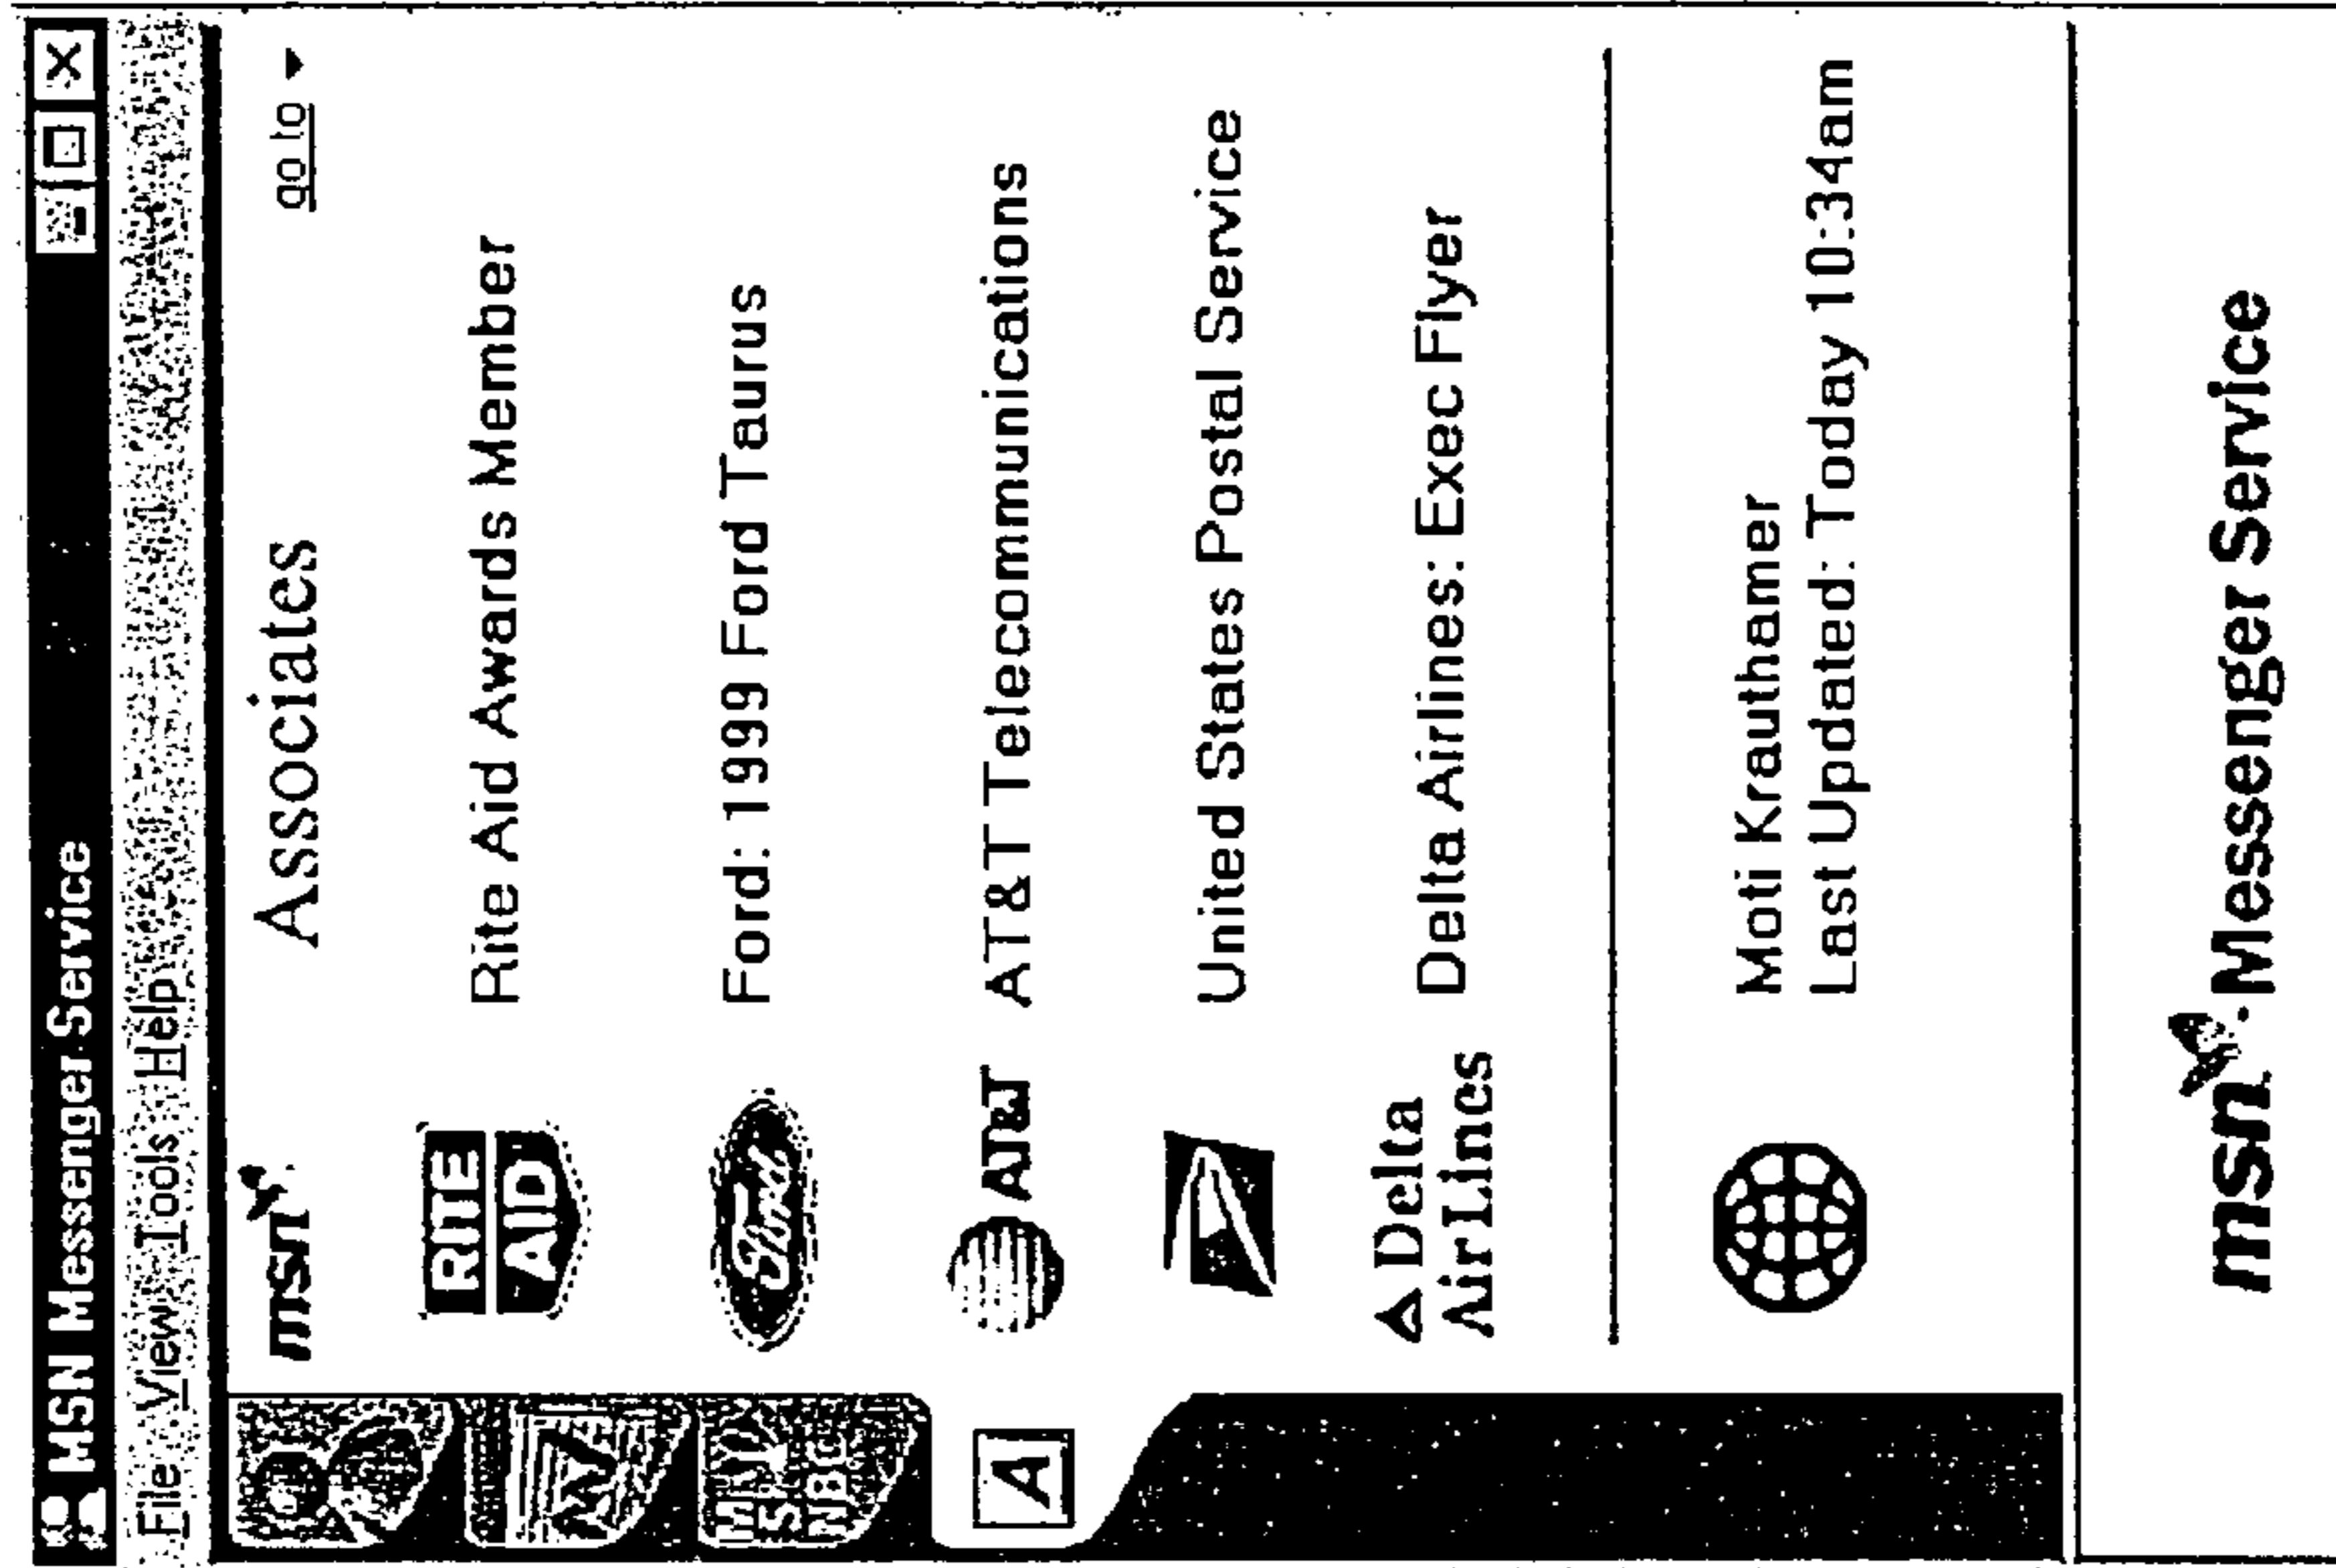 MSN Messenger Service
File View Tools Help
msn Associates go to
RITE AID Rite Aid Awards Member
Ford Ford: 1999 Ford Taurus
AT&T AT&T Telecommunications
United States Postal Service
Delta Air Lines Delta Airlines: Exec Flyer
A
Moti Krauthamer
Last Updated: Today 10:34am
msn Messenger Service